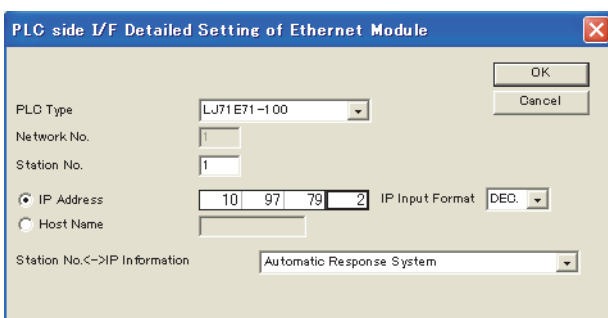 PLC side I/F Detailed Setting of Ethernet Module
OK
Cancel
PLC Type LJ71E71-100
Network No. 1
Station No. 1
IP Address 10 97 79 2 IP Input Format DEC.
Host Name
Station No.<->IP Information Automatic Response System